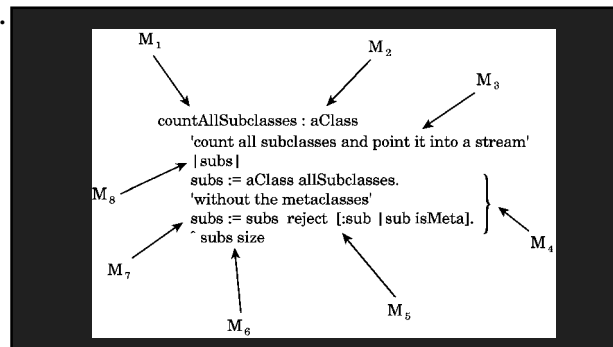 .
M₁
M₂
M₃
countAllSubclasses : aClass
'count all subclasses and point it into a stream'
|subs|
subs := aClass allSubclasses.
M₈
'without the metaclasses'
subs := subs reject [:sub |sub isMeta].
ˆ subs size
M₄
M₇
M₅
M₆